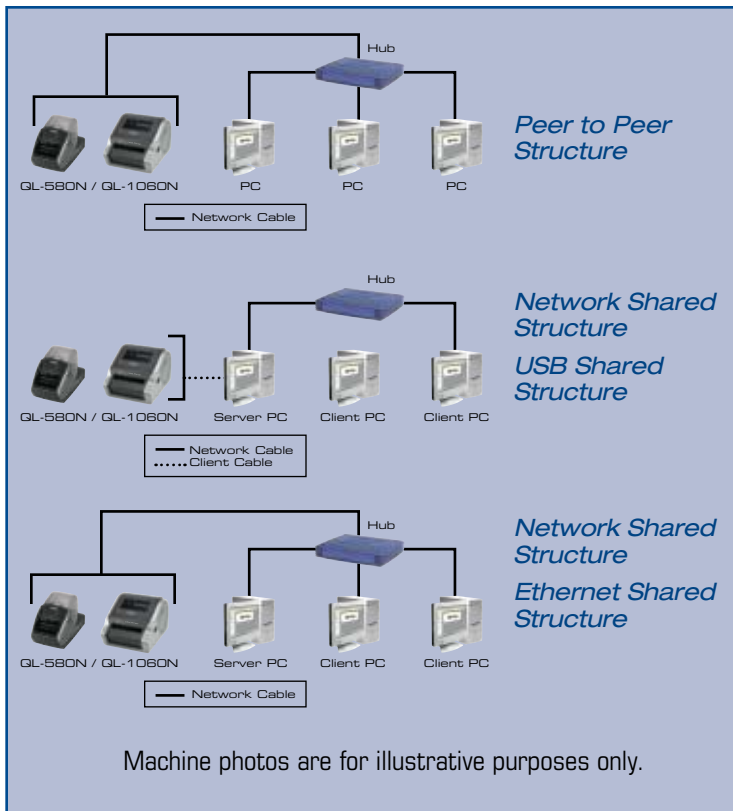 Hub
Peer to Peer
Structure
QL-580N / QL-1060N
PC
PC
PC
Network Cable
Hub
Network Shared
Structure
USB Shared
Structure
QL-580N / QL-1060N
Server PC
Client PC
Client PC
Network Cable
Client Cable
Hub
Network Shared
Structure
Ethernet Shared
Structure
QL-580N / QL-1060N
Server PC
Client PC
Client PC
Network Cable
Machine photos are for illustrative purposes only.